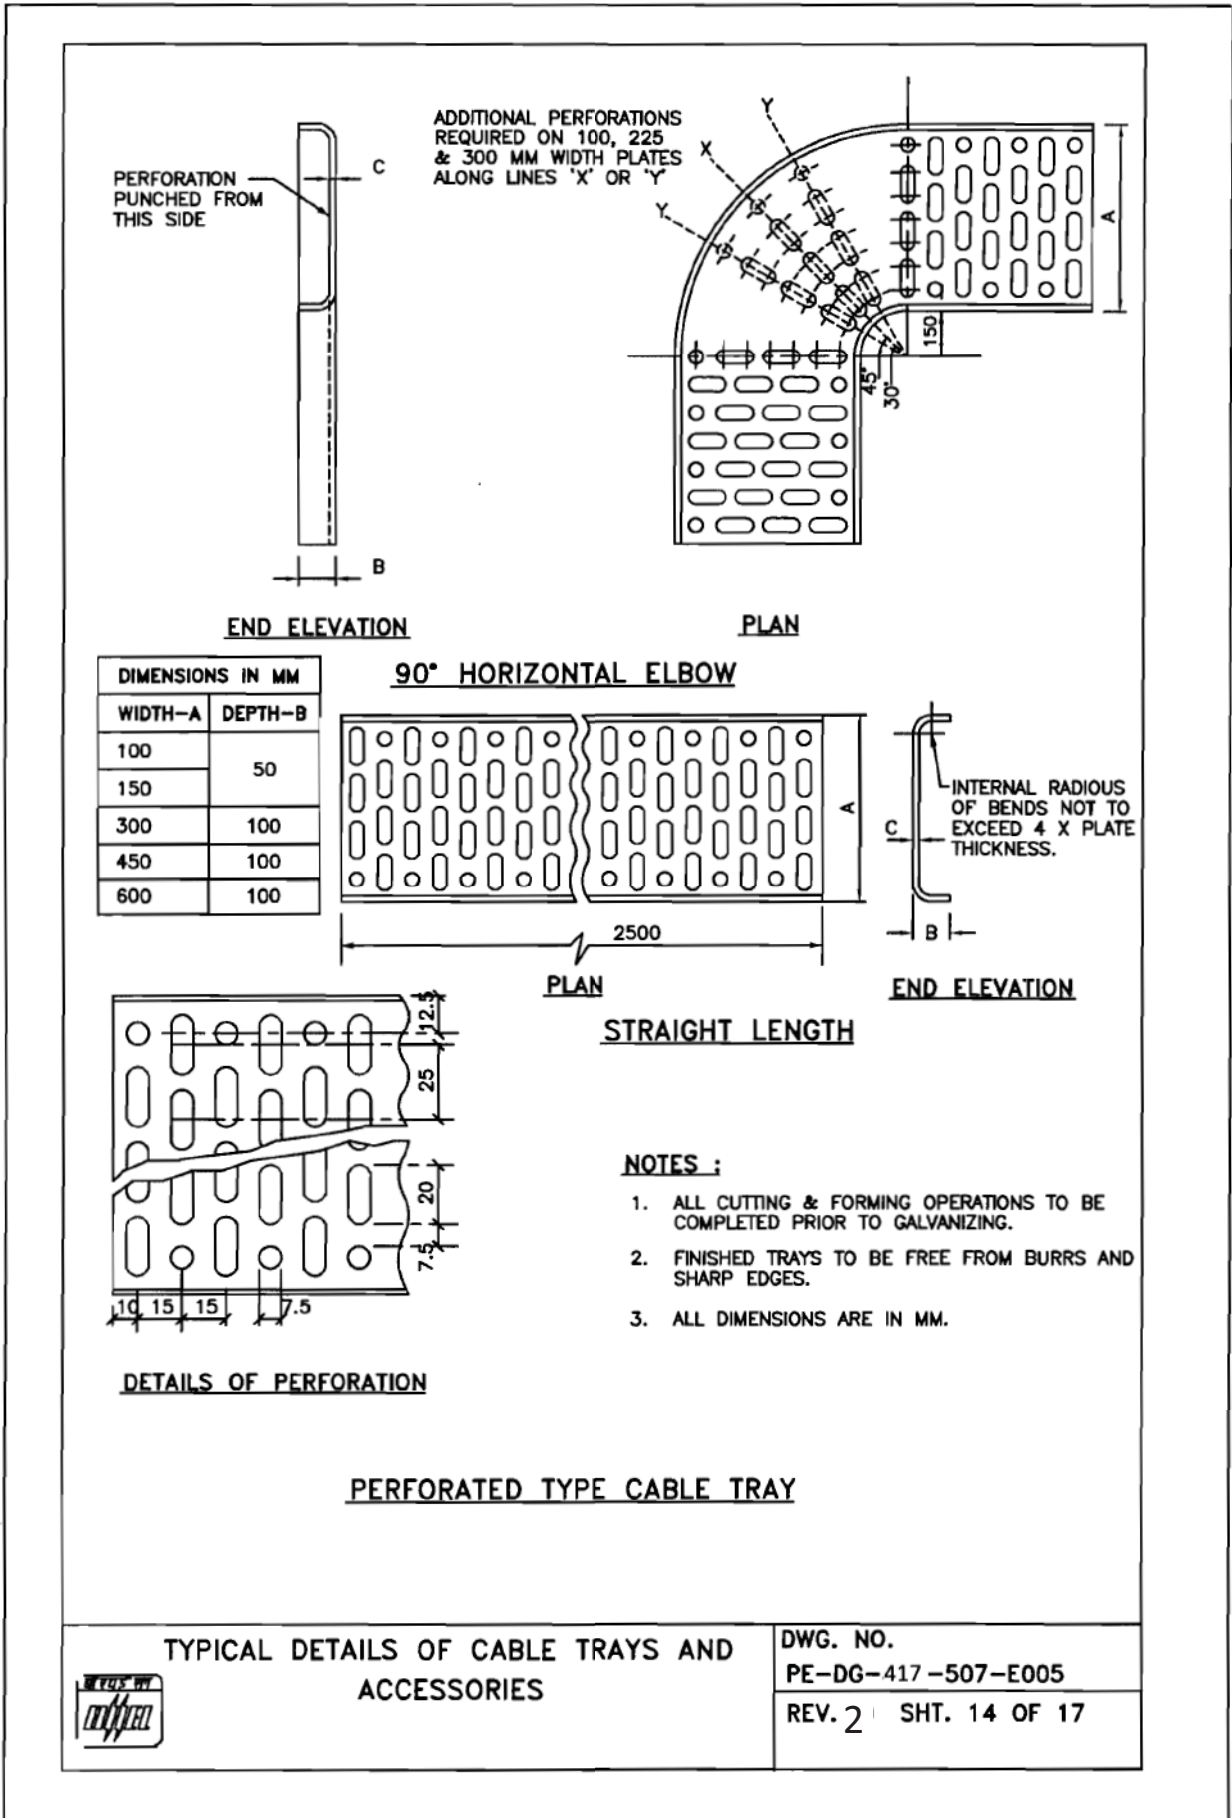 ADDITIONAL PERFORATIONS
REQUIRED ON 100, 225
& 300 MM WIDTH PLATES
ALONG LINES 'X' OR 'Y'
PERFORATION
PUNCHED FROM
THIS SIDE
C
B
Y
X
Y
A
150
45°
30°
END ELEVATION
PLAN
90° HORIZONTAL ELBOW
DIMENSIONS IN MM
WIDTH-A DEPTH-B
100
50
150
300 100
450 100
600 100
A
2500
PLAN
INTERNAL RADIOUS
OF BENDS NOT TO
EXCEED 4 X PLATE
THICKNESS.
C
B
END ELEVATION
STRAIGHT LENGTH
12.5
25
20
7.5
10 15 15 7.5
DETAILS OF PERFORATION
NOTES :
1. ALL CUTTING & FORMING OPERATIONS TO BE
COMPLETED PRIOR TO GALVANIZING.
2. FINISHED TRAYS TO BE FREE FROM BURRS AND
SHARP EDGES.
3. ALL DIMENSIONS ARE IN MM.
PERFORATED TYPE CABLE TRAY
TYPICAL DETAILS OF CABLE TRAYS AND
ACCESSORIES
DWG. NO.
PE-DG-417-507-E005
REV. 2 SHT. 14 OF 17